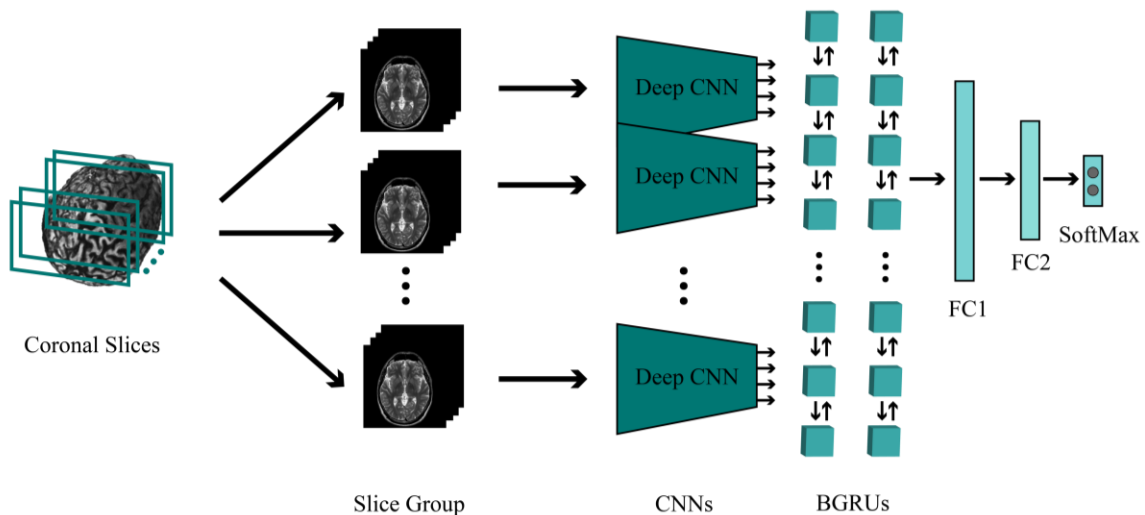 Deep CNN
Deep CNN
SoftMax
FC2
FC1
Coronal Slices
Deep CNN
Slice Group
CNNs
BGRUs